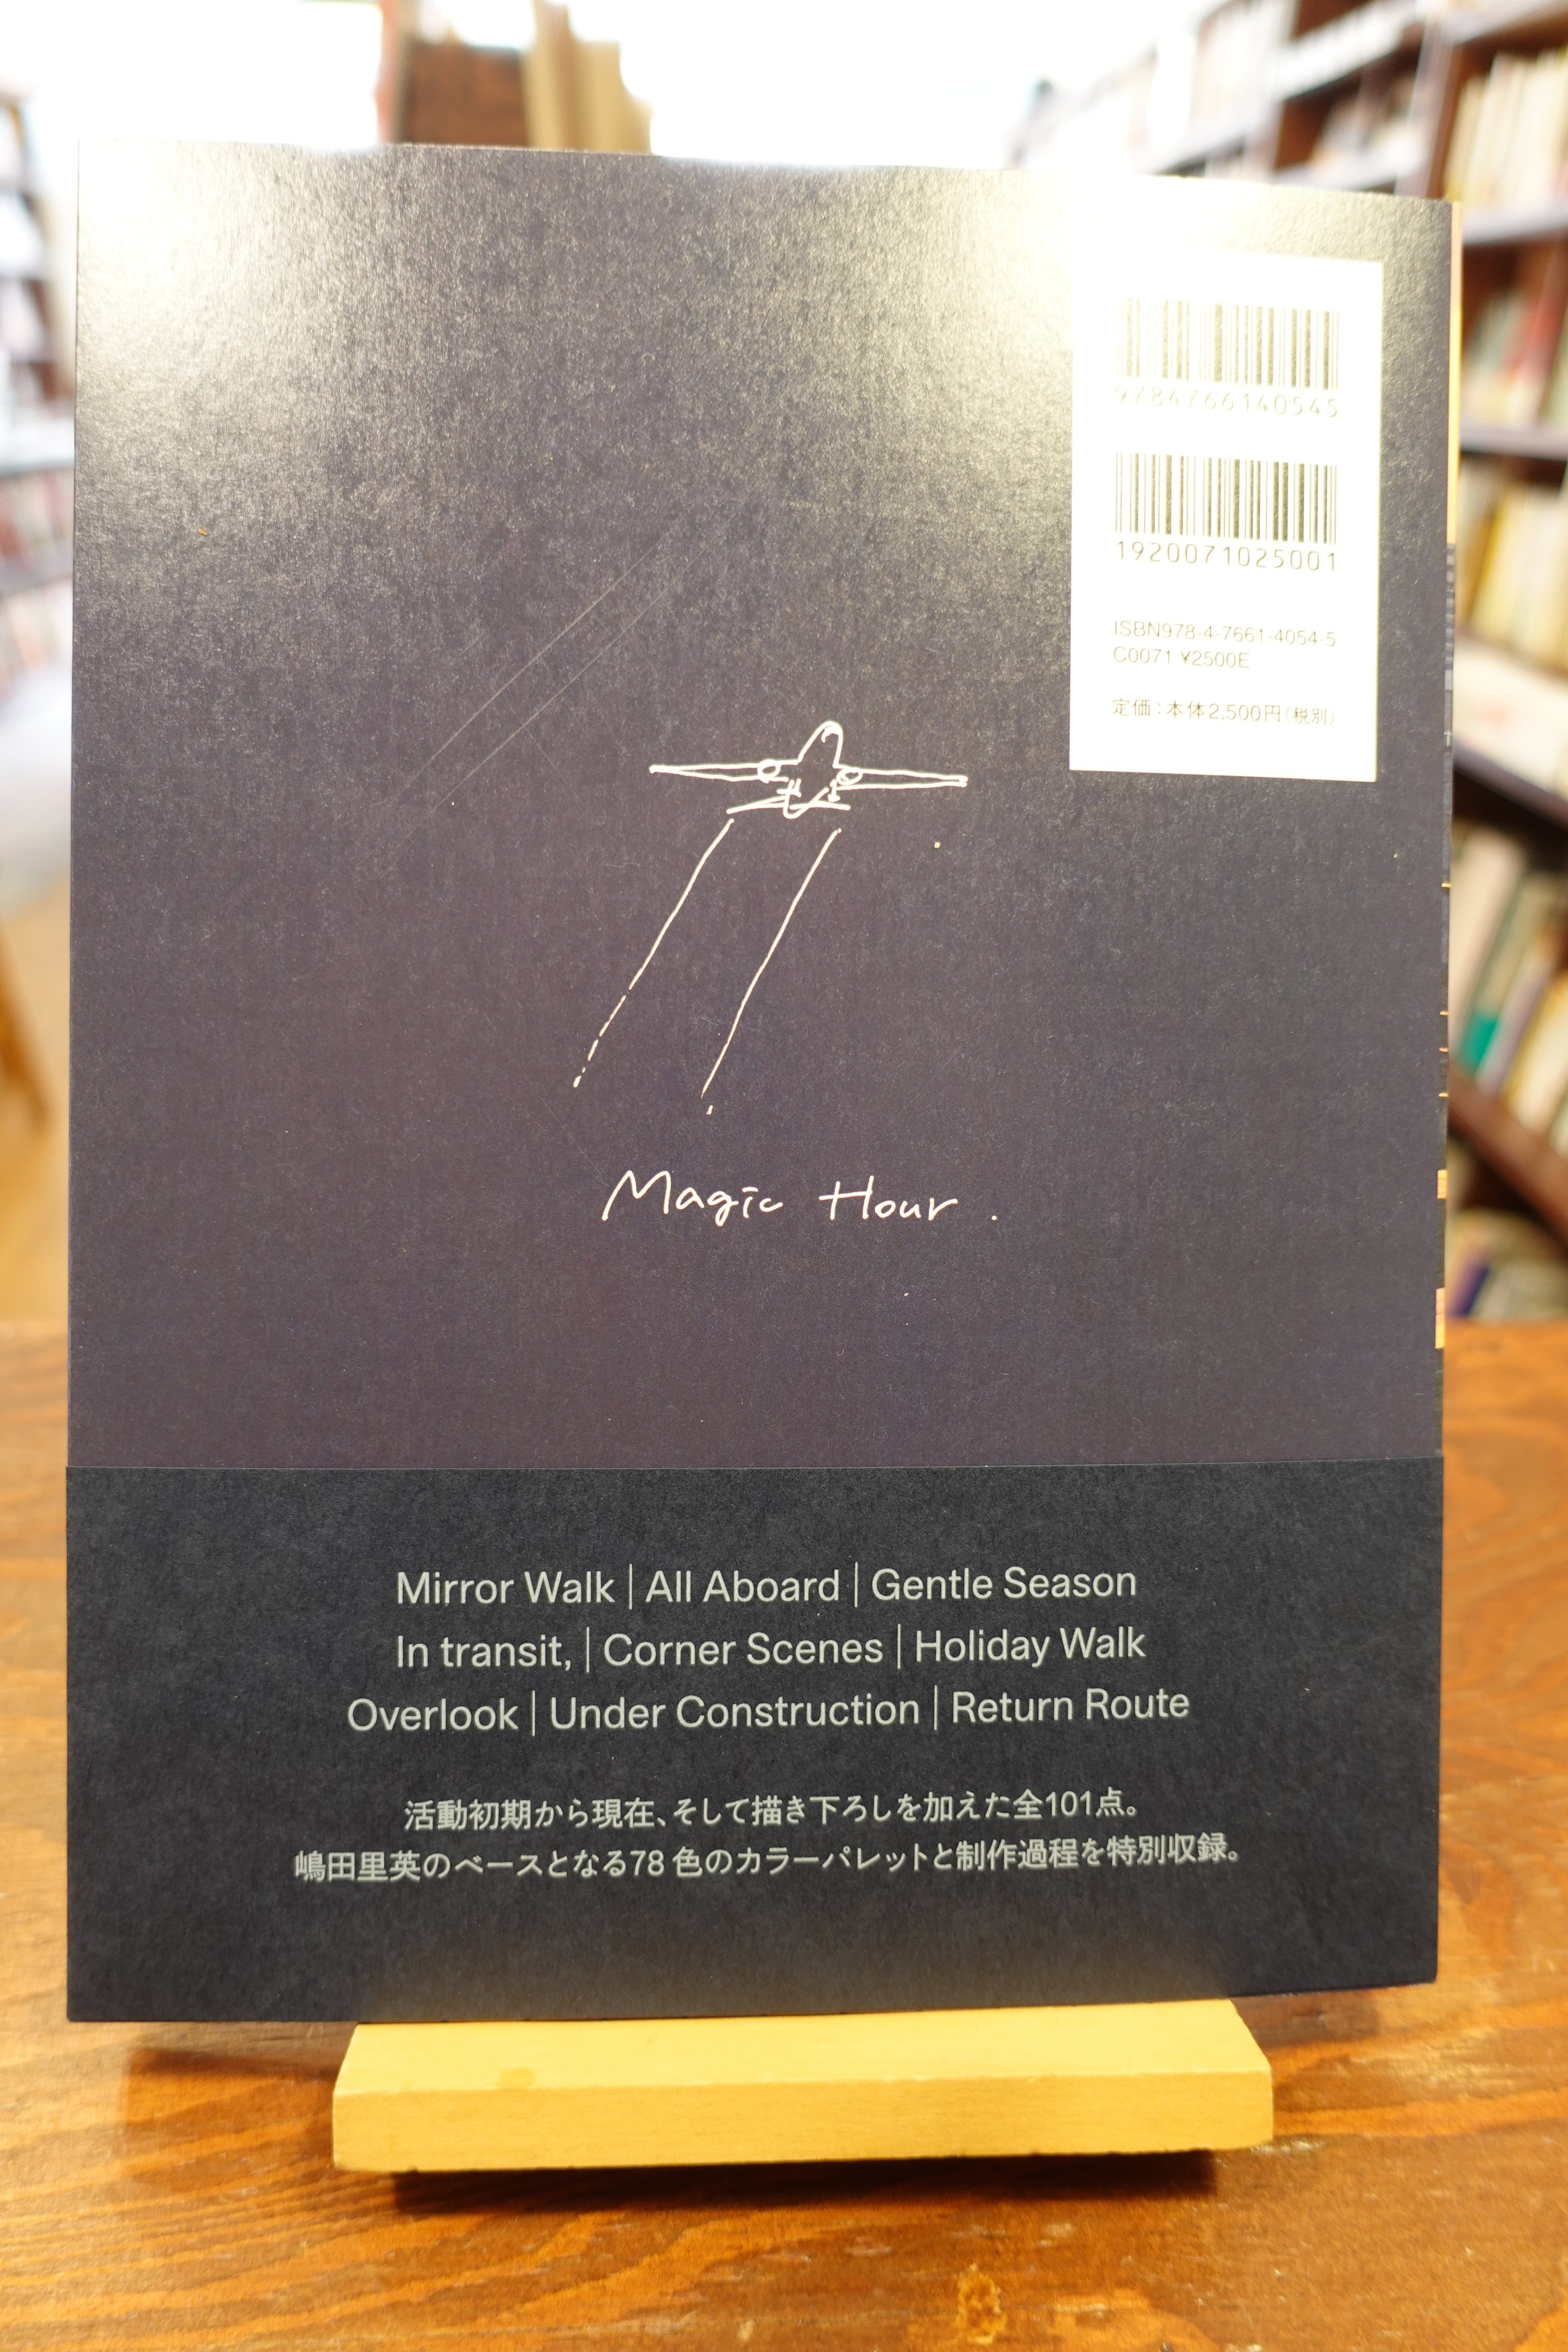 9784766140545
1920071025001
ISBN978-4-7661-4054-5
C0071 ¥2500E
定価：本体2,500円（税別）
Magic Hour.
Mirror Walk | All Aboard | Gentle Season
In transit, | Corner Scenes | Holiday Walk
Overlook | Under Construction | Return Route
活動初期から現在、そして描き下ろしを加えた全101点。
嶋田里英のベースとなる78色のカラーパレットと制作過程を特別収録。